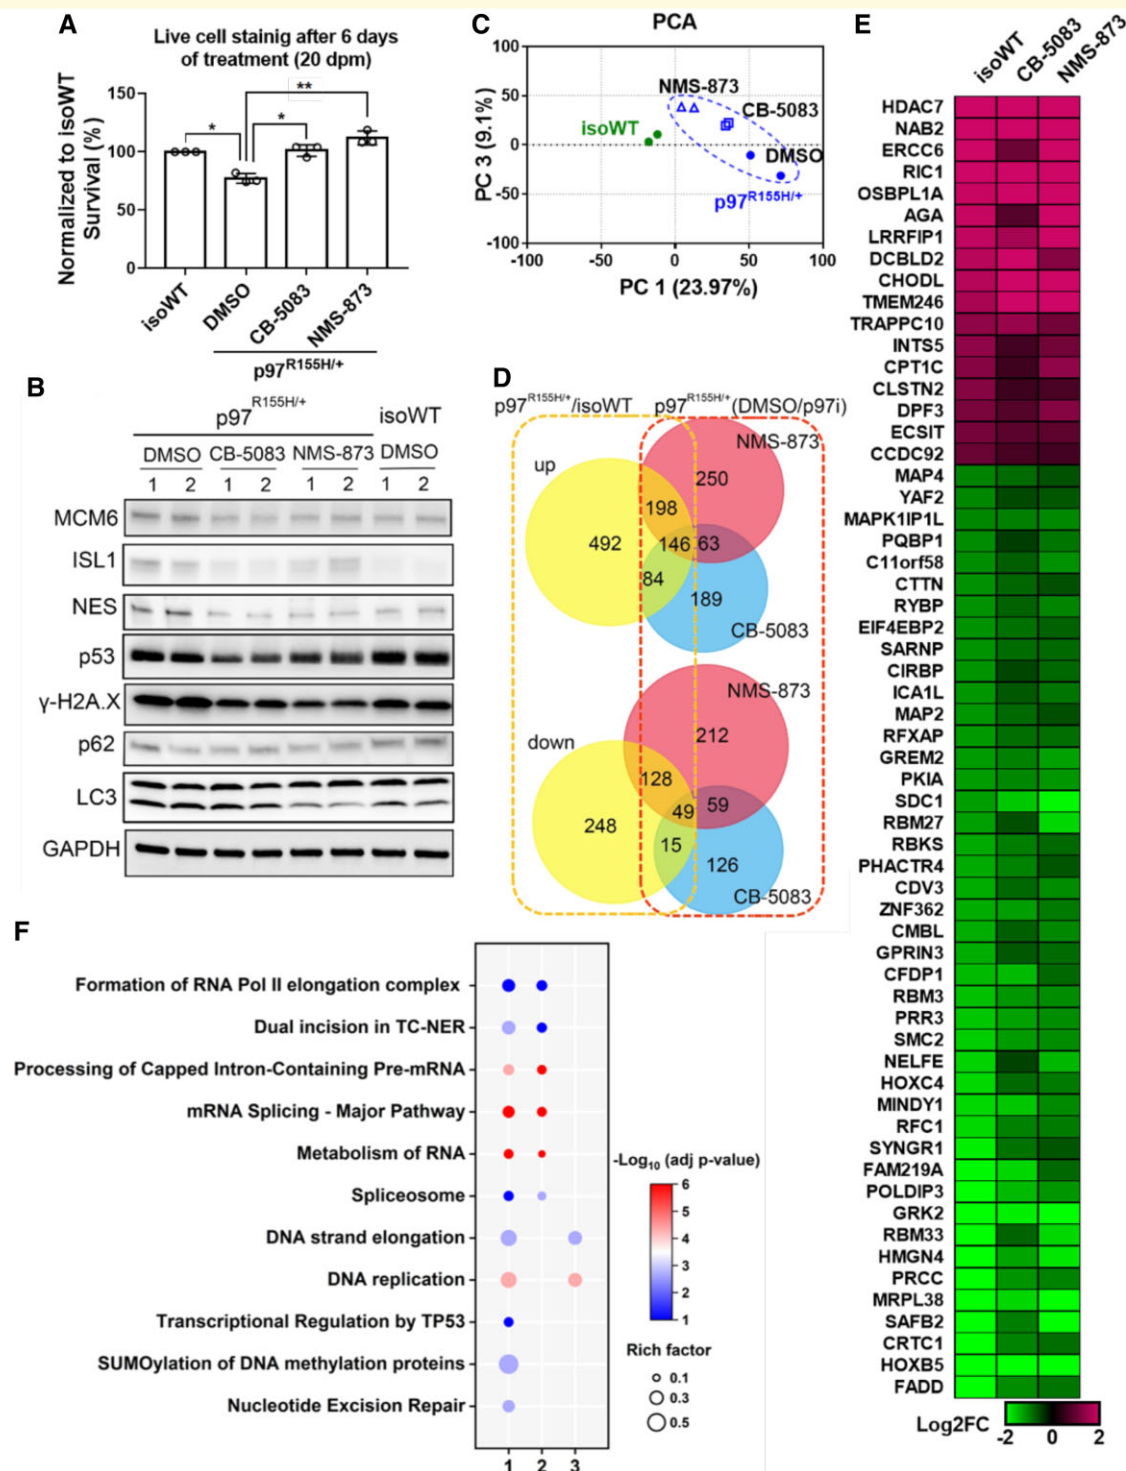 A
Live cell stainig after 6 days
of treatment (20 dpm)
Normalized to isoWT
Survival (%)
150
100
50
0
*
*
**
isoWT
DMSO
CB-5083
NMS-873
p97R155H/+
B
p97R155H/+
isoWT
DMSO CB-5083 NMS-873 DMSO
1 2 1 2 1 2 1 2
MCM6
ISL1
NES
p53
γ-H2A.X
p62
LC3
GAPDH
C
PCA
PC 3 (9.1%)
100
50
0
-50
-100
-100 -50 0 50 100
PC 1 (23.97%)
NMS-873
CB-5083
isoWT
DMSO
p97R155H/+
D
p97R155H/+/isoWT
p97R155H/+(DMSO/p97i)
up
NMS-873
250
198
492
146
63
84
189
CB-5083
NMS-873
down
212
128
248
49
59
15
126
CB-5083
E
isoWT
CB-5083
NMS-873
HDAC7
NAB2
ERCC6
RIC1
OSBPL1A
AGA
LRRFIP1
DCBLD2
CHODL
TMEM246
TRAPPC10
INTS5
CPT1C
CLSTN2
DPF3
ECSIT
CCDC92
MAP4
YAF2
MAPK1IP1L
PQBP1
C11orf58
CTTN
RYBP
EIF4EBP2
SARNP
CIRBP
ICA1L
MAP2
RFXAP
GREM2
PKIA
SDC1
RBM27
RBKS
PHACTR4
CDV3
ZNF362
CMBL
GPRIN3
CFDP1
RBM3
PRR3
SMC2
NELFE
HOXC4
MINDY1
RFC1
SYNGR1
FAM219A
POLDIP3
GRK2
RBM33
HMGN4
PRCC
MRPL38
SAFB2
CRTC1
HOXB5
FADD
Log2FC
-2 0 2
F
Formation of RNA Pol II elongation complex
Dual incision in TC-NER
Processing of Capped Intron-Containing Pre-mRNA
mRNA Splicing - Major Pathway
Metabolism of RNA
Spliceosome
DNA strand elongation
DNA replication
Transcriptional Regulation by TP53
SUMOylation of DNA methylation proteins
Nucleotide Excision Repair
1 2 3
-Log10 (adj p-value)
6
5
4
3
2
1
Rich factor
0.1
0.3
0.5